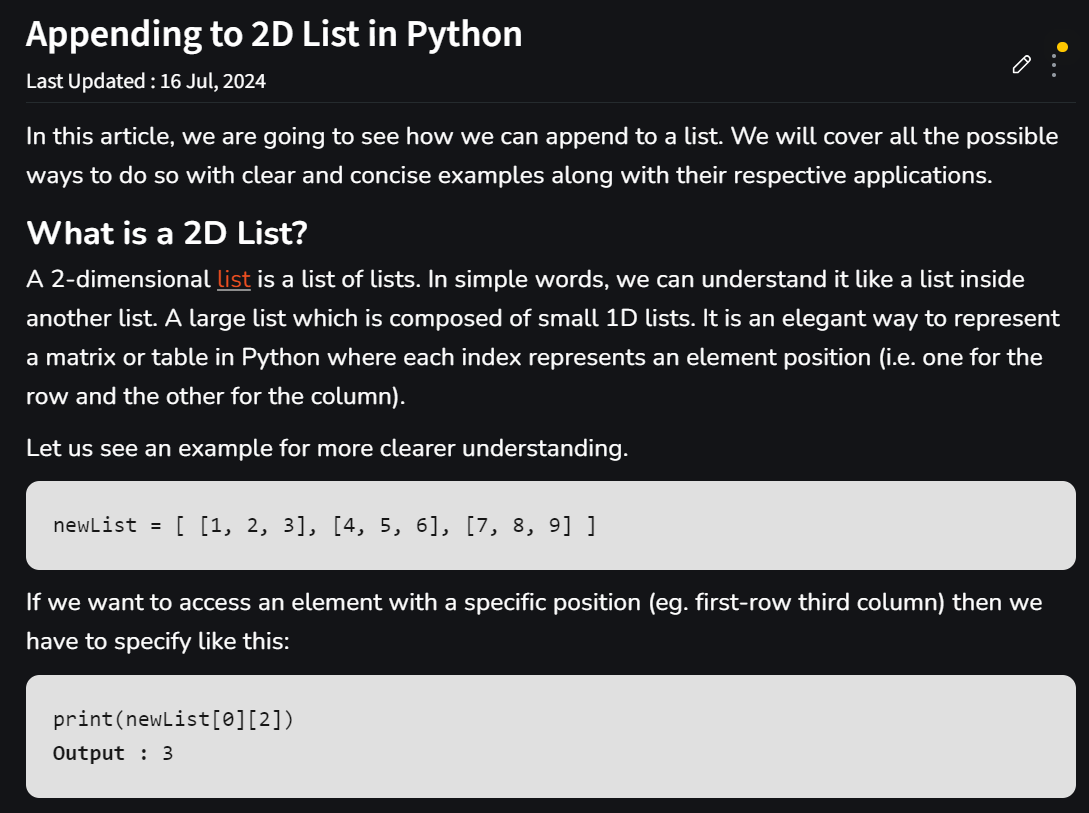 Appending to 2D List in Python
Last Updated : 16 Jul, 2024
In this article, we are going to see how we can append to a list. We will cover all the possible
ways to do so with clear and concise examples along with their respective applications.
What is a 2D List?
A 2-dimensional list is a list of lists. In simple words, we can understand it like a list inside
another list. A large list which is composed of small 1D lists. It is an elegant way to represent
a matrix or table in Python where each index represents an element position (i.e. one for the
row and the other for the column).
Let us see an example for more clearer understanding.
newList = [ [1, 2, 3], [4, 5, 6], [7, 8, 9] ]
If we want to access an element with a specific position (eg. first-row third column) then we
have to specify like this:
print(newList[0][2])
Output : 3